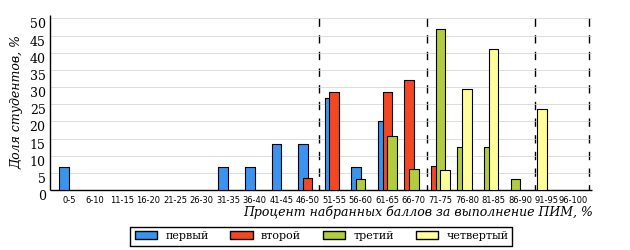 Доля студентов, %
50
45
40
35
30
25
20
15
10
5
0
0-5 6-10 11-15 16-20 21-25 26-30 31-35 36-40 41-45 46-50 51-55 56-60 61-65 66-70 71-75 76-80 81-85 86-90 91-95 96-100
Процент набранных баллов за выполнение ПИМ, %
первый второй третий четвертый